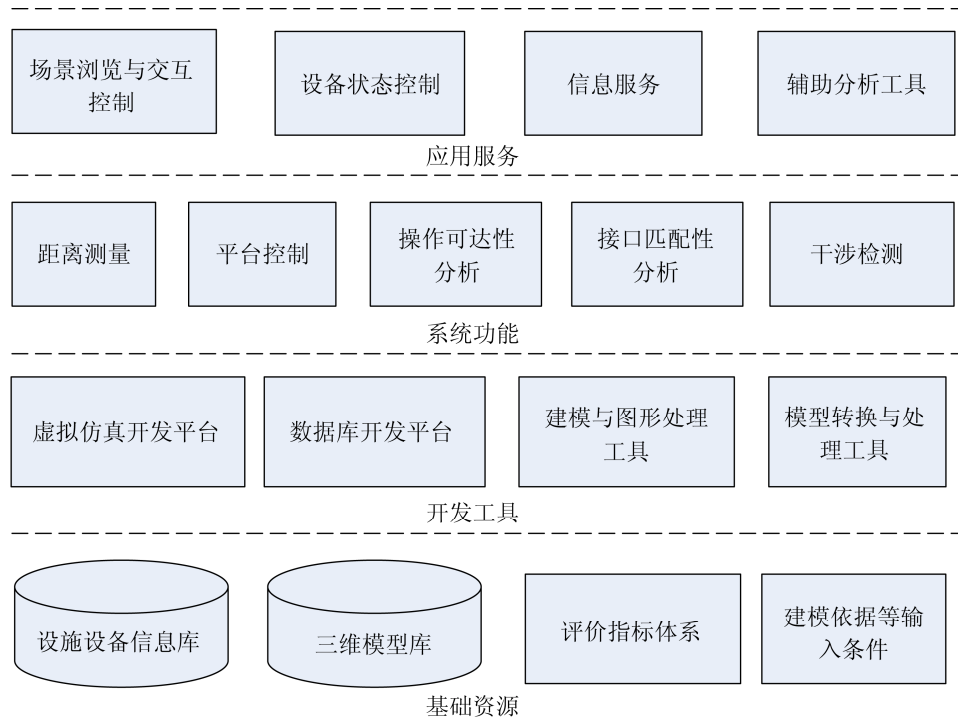 场景浏览与交互
控制
设备状态控制
信息服务
辅助分析工具
应用服务
距离测量
平台控制
操作可达性
分析
接口匹配性
分析
干涉检测
系统功能
虚拟仿真开发平台
数据库开发平台
建模与图形处理
工具
模型转换与处
理工具
开发工具
设施设备信息库
三维模型库
评价指标体系
建模依据等输
入条件
基础资源